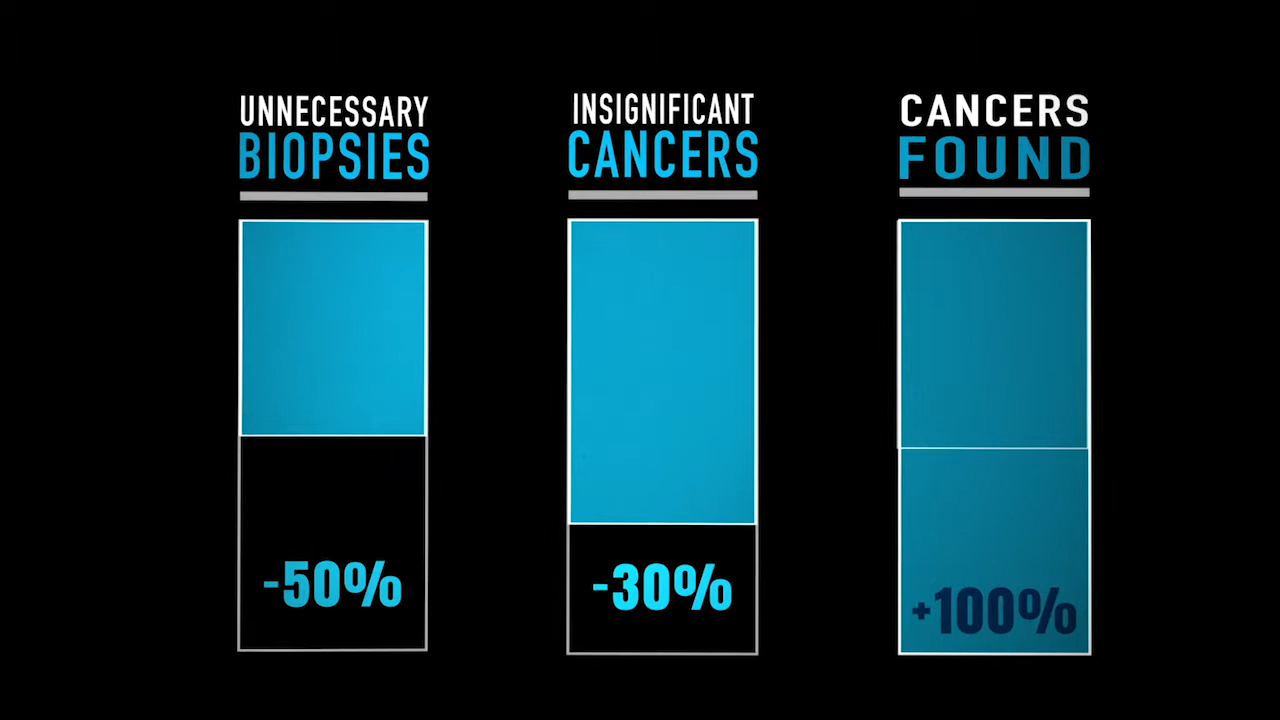 UNNECESSARY
BIOPSIES
-50%
INSIGNIFICANT
CANCERS
-30%
CANCERS
FOUND
+100%